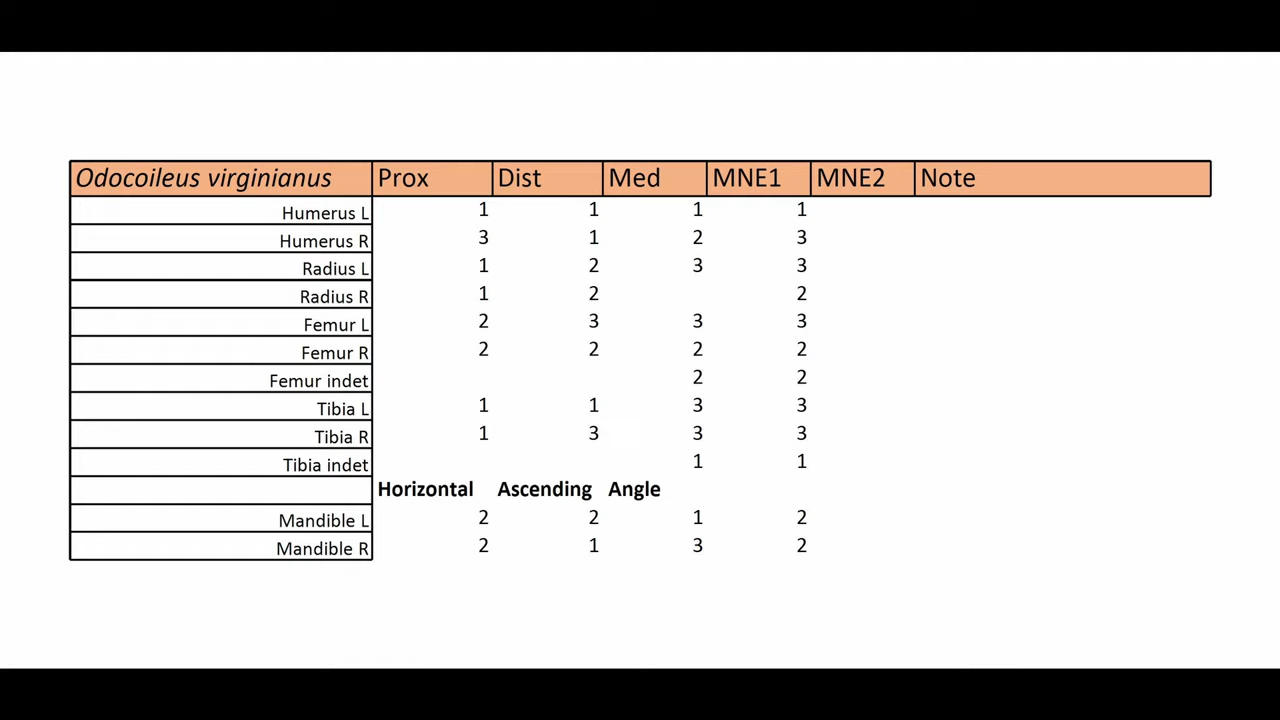 Odocoileus virginianus Prox Dist Med MNE1 MNE2 Note
Humerus L 1 1 1 1
Humerus R 3 1 2 3
Radius L 1 2 3 3
Radius R 1 2 2
Femur L 2 3 3 3
Femur R 2 2 2 2
Femur indet 2 2
Tibia L 1 1 3 3
Tibia R 1 3 3 3
Tibia indet 1 1
Horizontal Ascending Angle
Mandible L 2 2 1 2
Mandible R 2 1 3 2